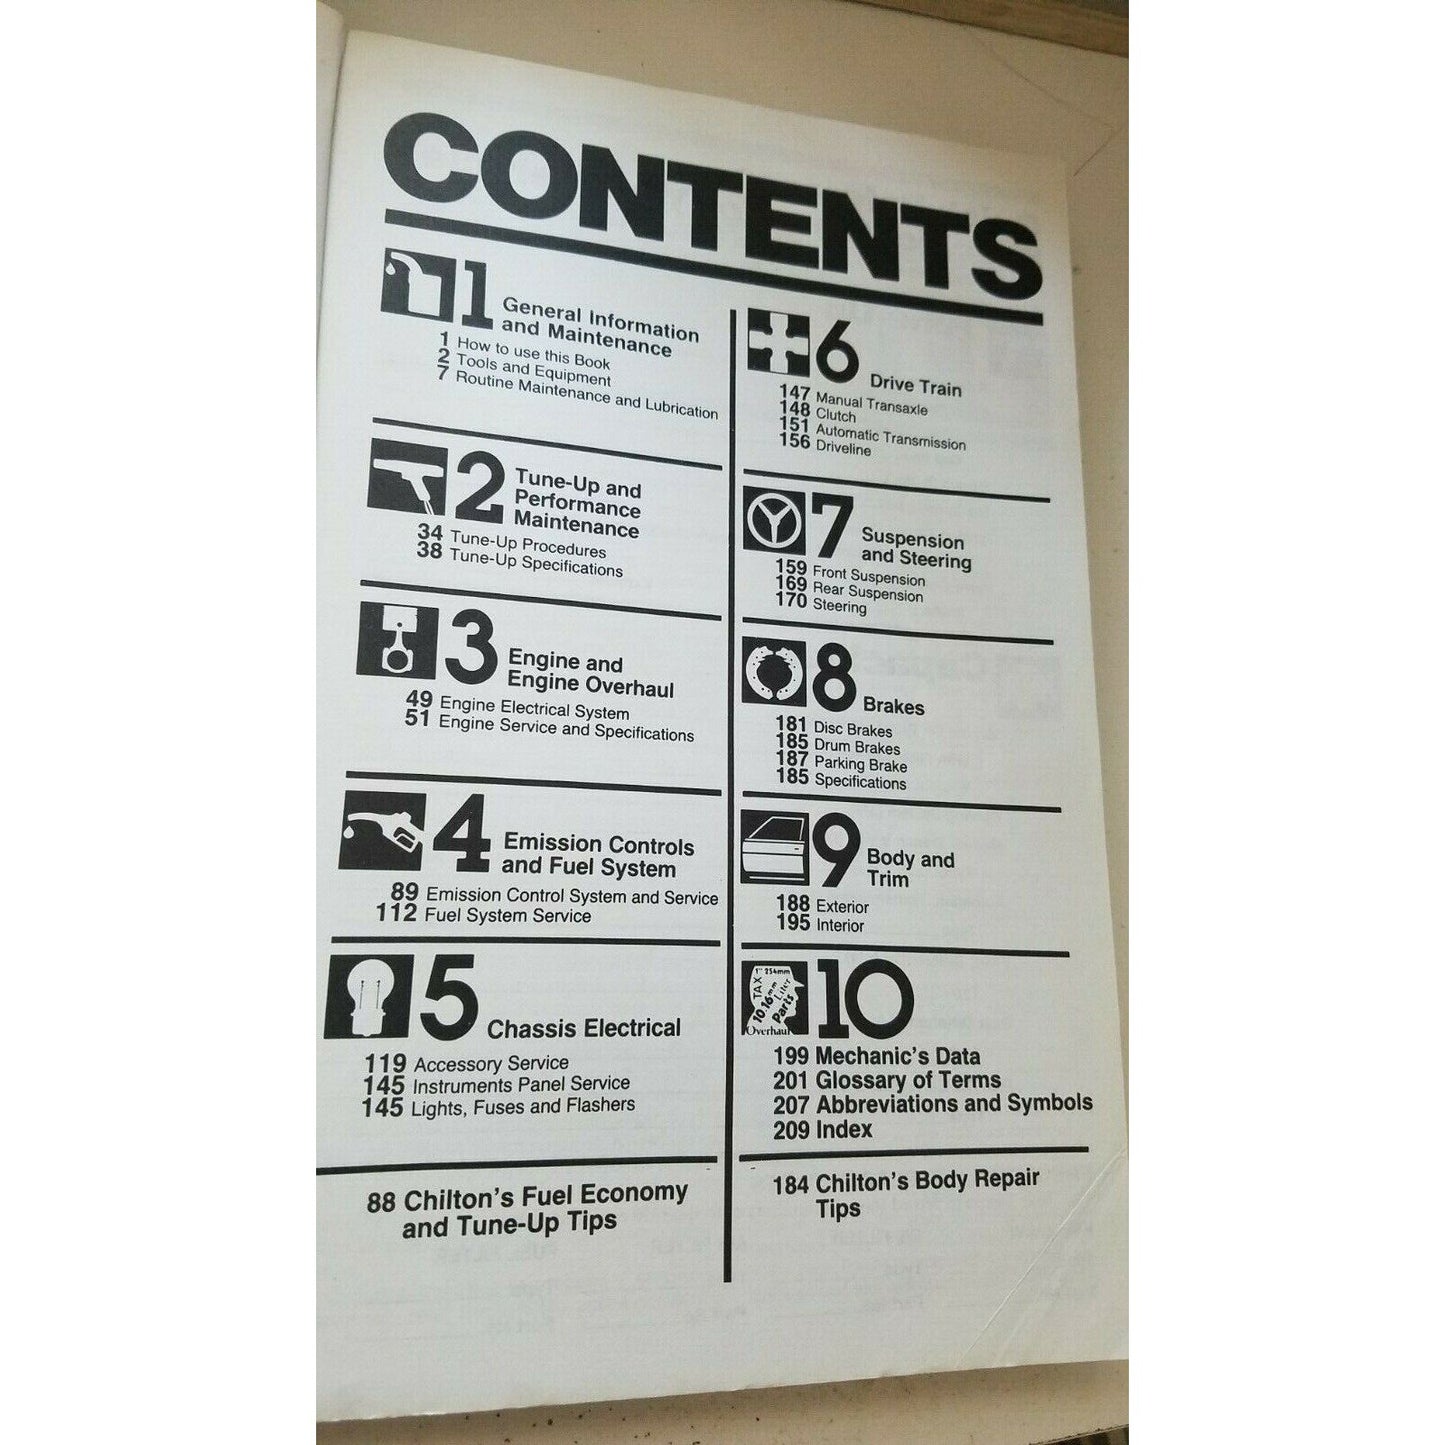 CONTENTS
1 General Information
and Maintenance
1 How to use this Book
2 Tools and Equipment
7 Routine Maintenance and Lubrication
2 Tune-Up and
Performance
Maintenance
34 Tune-Up Procedures
38 Tune-Up Specifications
3 Engine and
Engine Overhaul
49 Engine Electrical System
51 Engine Service and Specifications
4 Emission Controls
and Fuel System
89 Emission Control System and Service
112 Fuel System Service
5 Chassis Electrical
119 Accessory Service
145 Instruments Panel Service
145 Lights, Fuses and Flashers
88 Chilton's Fuel Economy
and Tune-Up Tips
6 Drive Train
147 Manual Transaxle
148 Clutch
151 Automatic Transmission
156 Driveline
7 Suspension
and Steering
159 Front Suspension
169 Rear Suspension
170 Steering
8 Brakes
181 Disc Brakes
185 Drum Brakes
187 Parking Brake
185 Specifications
9 Body and
Trim
188 Exterior
195 Interior
1" 254mm
TAX
10.16mm
Liter
Paris
Overhaul
10
199 Mechanic's Data
201 Glossary of Terms
207 Abbreviations and Symbols
209 Index
184 Chilton's Body Repair
Tips